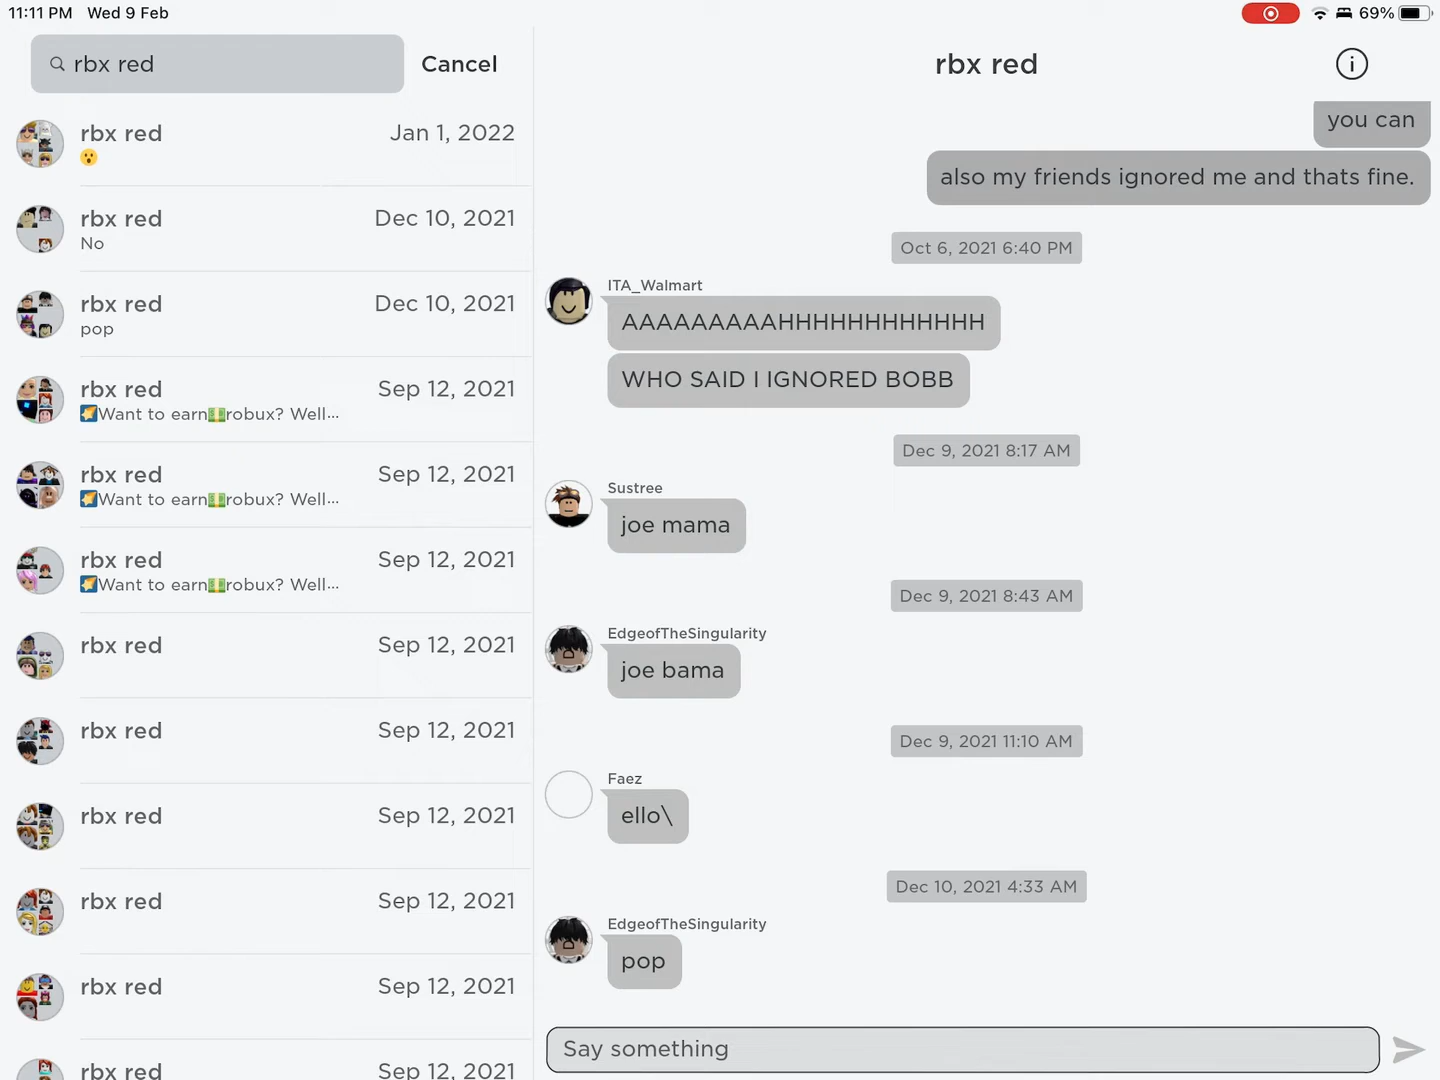 11:11 PM Wed 9 Feb
69%
rbx red
Cancel
rbx red Jan 1, 2022
rbx red Dec 10, 2021
No
rbx red Dec 10, 2021
pop
rbx red Sep 12, 2021
Want to earn robux? Well...
rbx red Sep 12, 2021
Want to earn robux? Well...
rbx red Sep 12, 2021
Want to earn robux? Well...
rbx red Sep 12, 2021
rbx red Sep 12, 2021
rbx red Sep 12, 2021
rbx red Sep 12, 2021
rbx red Sep 12, 2021
rbx red Sep 12, 2021
rbx red
you can
also my friends ignored me and thats fine.
Oct 6, 2021 6:40 PM
ITA_Walmart
AAAAAAAAAHHHHHHHHHHHH
WHO SAID I IGNORED BOBB
Dec 9, 2021 8:17 AM
Sustree
joe mama
Dec 9, 2021 8:43 AM
EdgeofTheSingularity
joe bama
Dec 9, 2021 11:10 AM
Faez
ello\
Dec 10, 2021 4:33 AM
EdgeofTheSingularity
pop
Say something